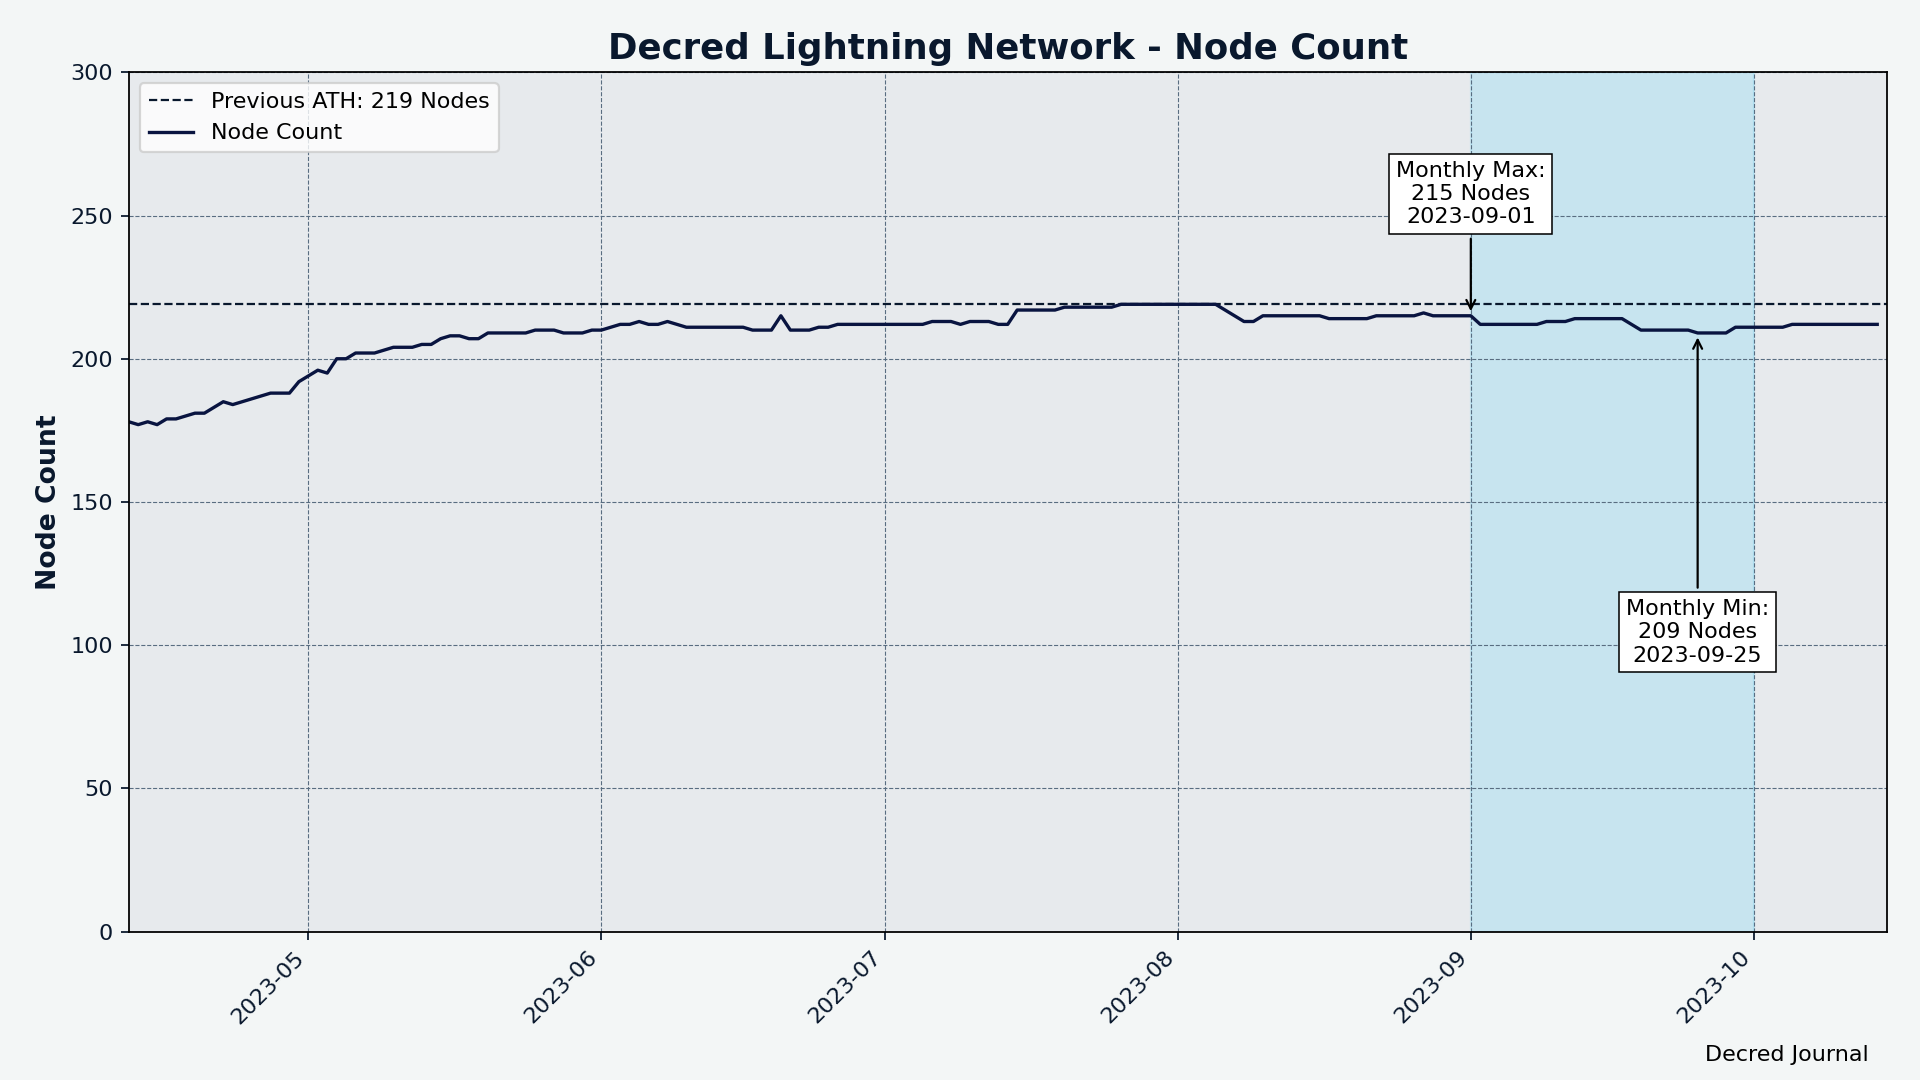 Decred Lightning Network - Node Count
Previous ATH: 219 Nodes
Node Count
Monthly Max:
215 Nodes
2023-09-01
Monthly Min:
209 Nodes
2023-09-25
Node Count
300
250
200
150
100
50
0
2023-05
2023-06
2023-07
2023-08
2023-09
2023-10
Decred Journal